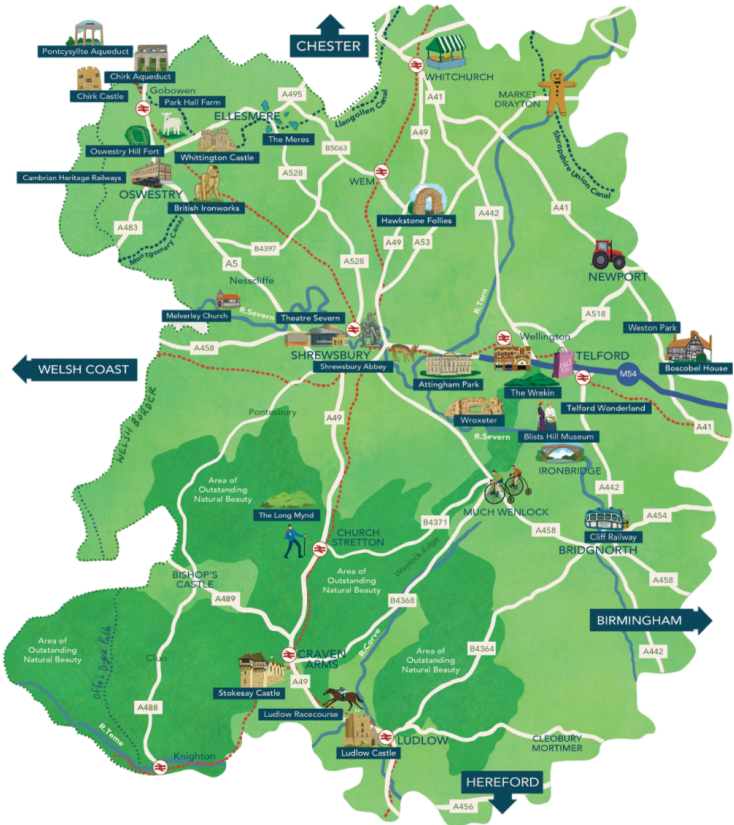 CHESTER
Pontcysyllte Aqueduct
Chirk Aqueduct
Chirk Castle
Gobowen
Park Hall Farm
A495
ELLESMERE
Llangollen Canal
The Meres
WHITCHURCH
A41
A49
MARKET
DRAYTON
Shropshire Union Canal
Oswestry Hill Fort
Whittington Castle
B5063
A528
WEM
Cambrian Heritage Railways
OSWESTRY
British Ironworks
Hawkstone Follies
A442
A41
A483
Montgomery Canal
A5
B4397
A528
A49
A53
Nesscliffe
NEWPORT
R.Tern
Melverley Church
R.Severn
Theatre Severn
A518
Wellington
Weston Park
A458
SHREWSBURY
Shrewsbury Abbey
Attingham Park
TELFORD
Boscobel House
M54
WELSH COAST
The Wrekin
Telford Wonderland
WELSH BORDER
Pontesbury
A49
Wroxeter
R.Severn
Blists Hill Museum
A41
IRONBRIDGE
Area of
Outstanding
Natural Beauty
The Long Mynd
MUCH WENLOCK
A442
A454
Cliff Railway
B4371
A458
BRIDGNORTH
CHURCH
STRETTON
Wenlock Edge
BISHOP'S
CASTLE
Area of
Outstanding
Natural Beauty
A458
A489
B4368
BIRMINGHAM
Area of
Outstanding
Natural Beauty
Offa's Dyke Path
Clun
CRAVEN
ARMS
R.Corve
Area of
Outstanding
Natural Beauty
B4364
A442
Stokesay Castle
A49
A488
Ludlow Racecourse
R.Teme
Ludlow Castle
LUDLOW
CLEOBURY
MORTIMER
Knighton
HEREFORD
A456